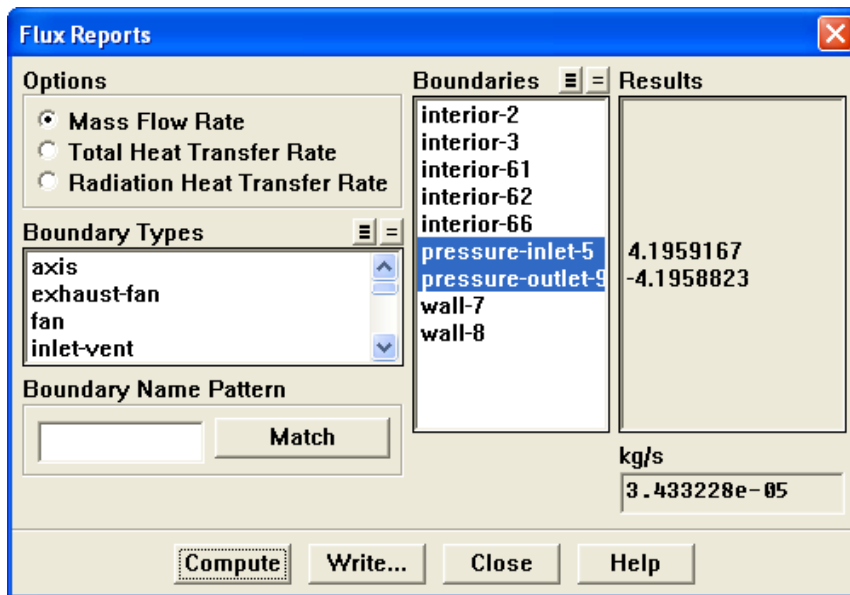 Flux Reports
Options
Mass Flow Rate
Total Heat Transfer Rate
Radiation Heat Transfer Rate
Boundary Types
axis
exhaust-fan
fan
inlet-vent
Boundary Name Pattern
Match
Boundaries
interior-2
interior-3
interior-61
interior-62
interior-66
pressure-inlet-5
pressure-outlet-9
wall-7
wall-8
Results
4.1959167
-4.1958823
kg/s
3.433228e-05
Compute
Write...
Close
Help